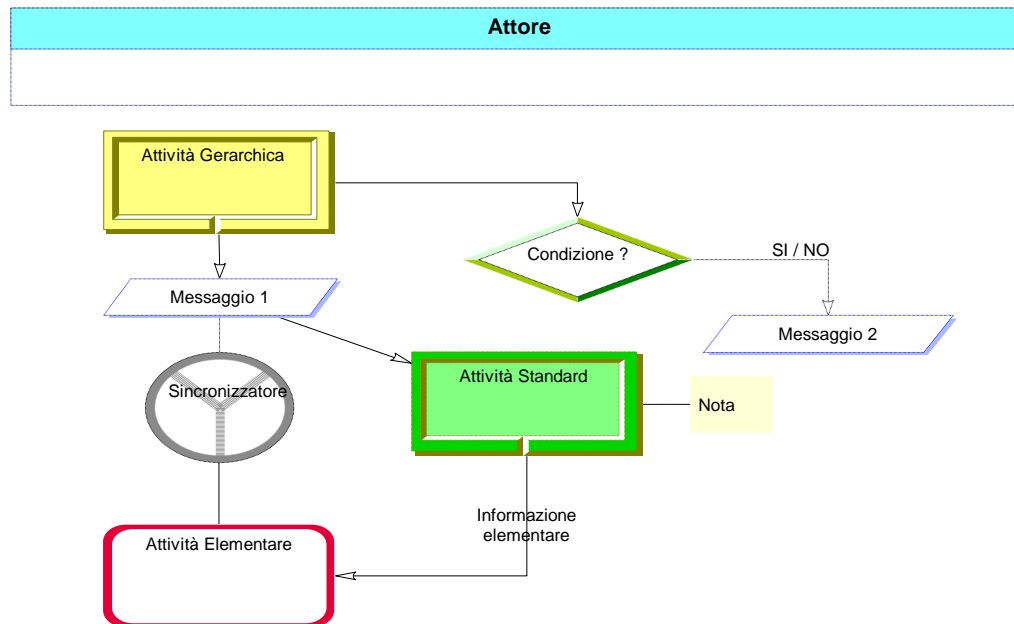 Attore
Attività Gerarchica
Condizione ?
SI / NO
Messaggio 1
Messaggio 2
Sincronizzatore
Attività Standard
Nota
Informazione
elementare
Attività Elementare